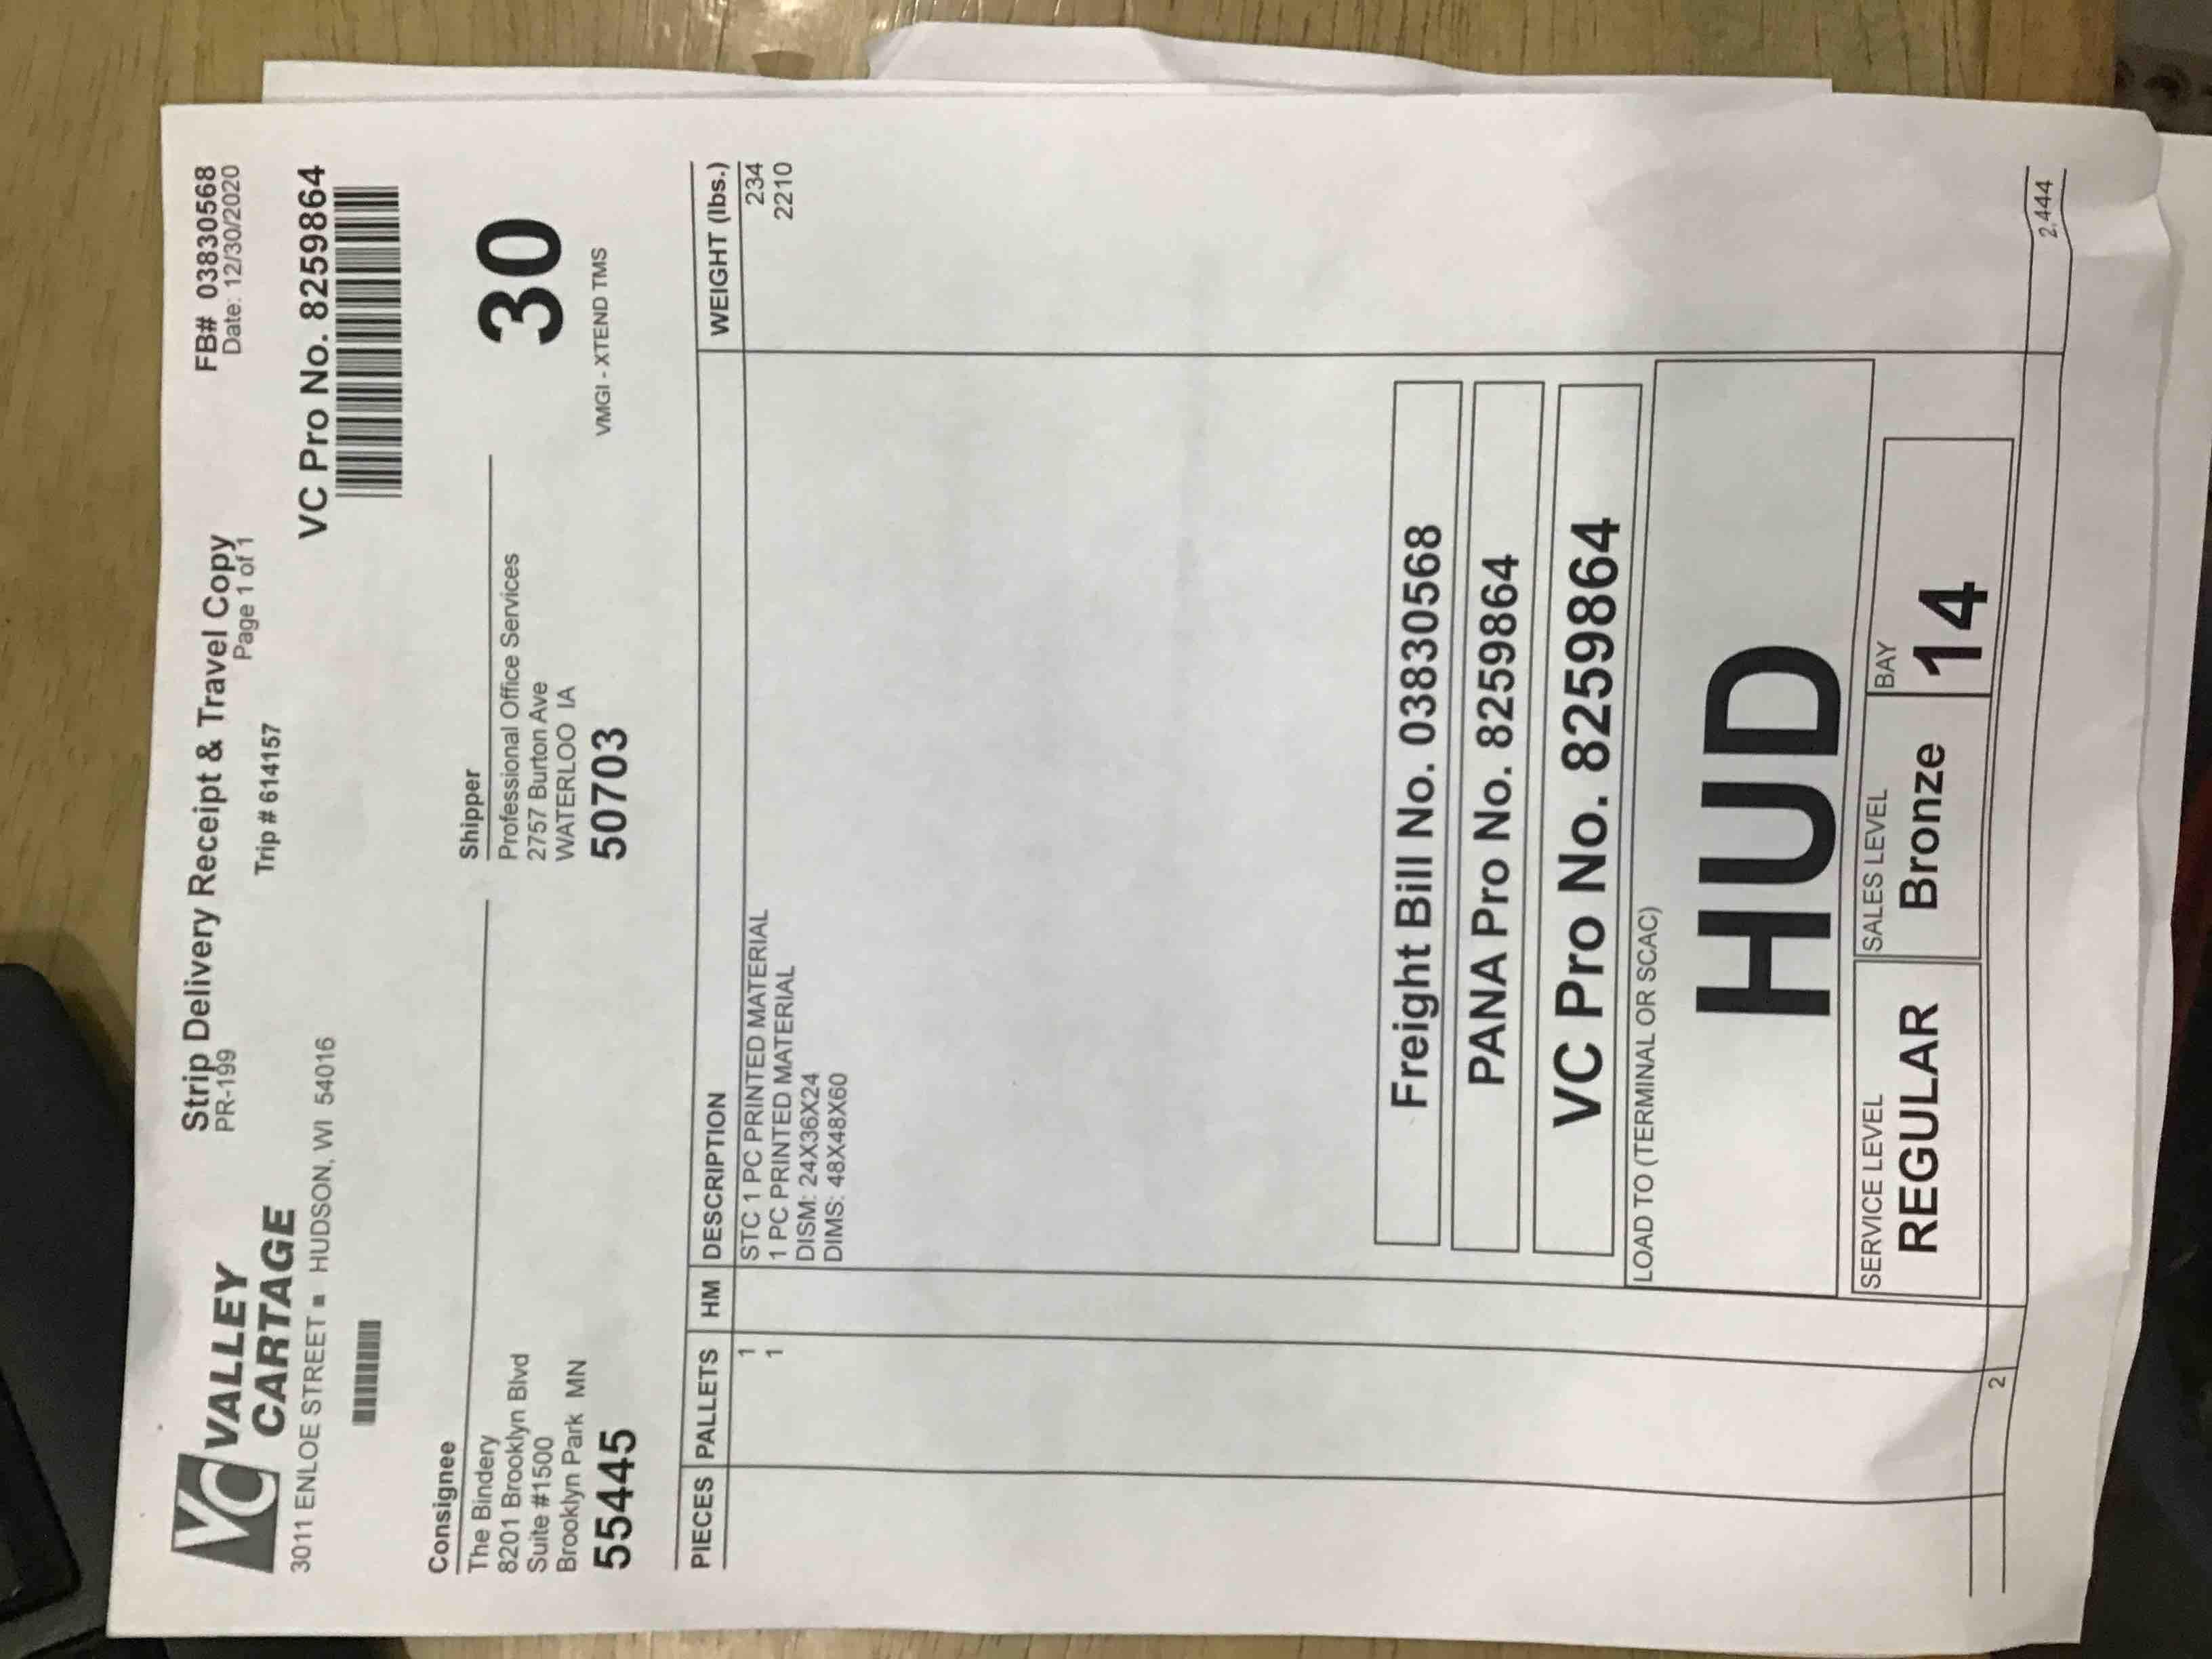 VC VALLEY CARTAGE
3011 ENLOE STREET ■ HUDSON, WI 54016
Strip Delivery Receipt & Travel Copy
PR-199
Page 1 of 1
Trip # 614157
FB# 03830568
Date: 12/30/2020
VC Pro No. 8259864
Consignee
The Bindery
8201 Brooklyn Blvd
Suite #1500
Brooklyn Park MN
55445
Shipper
Professional Office Services
2757 Burton Ave
WATERLOO IA
50703
30
VMGI - XTEND TMS
PIECES PALLETS HM DESCRIPTION WEIGHT (lbs.)
1 STC 1 PC PRINTED MATERIAL 234
1 1 PC PRINTED MATERIAL 2210
DISM: 24X36X24
DIMS: 48X48X60
Freight Bill No. 03830568
PANA Pro No. 8259864
VC Pro No. 8259864
LOAD TO (TERMINAL OR SCAC)
HUD
SERVICE LEVEL SALES LEVEL BAY
REGULAR Bronze 14
2 2,444